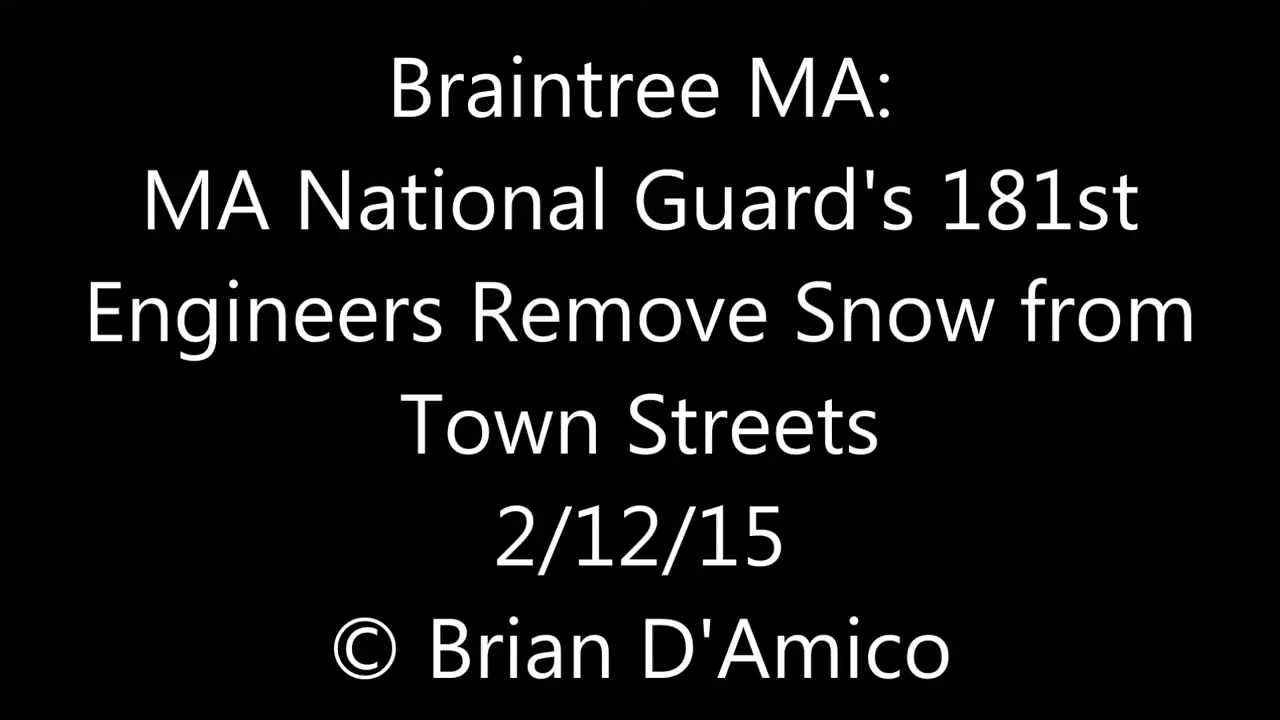 Braintree MA:
MA National Guard's 181st
Engineers Remove Snow from
Town Streets
2/12/15
© Brian D'Amico